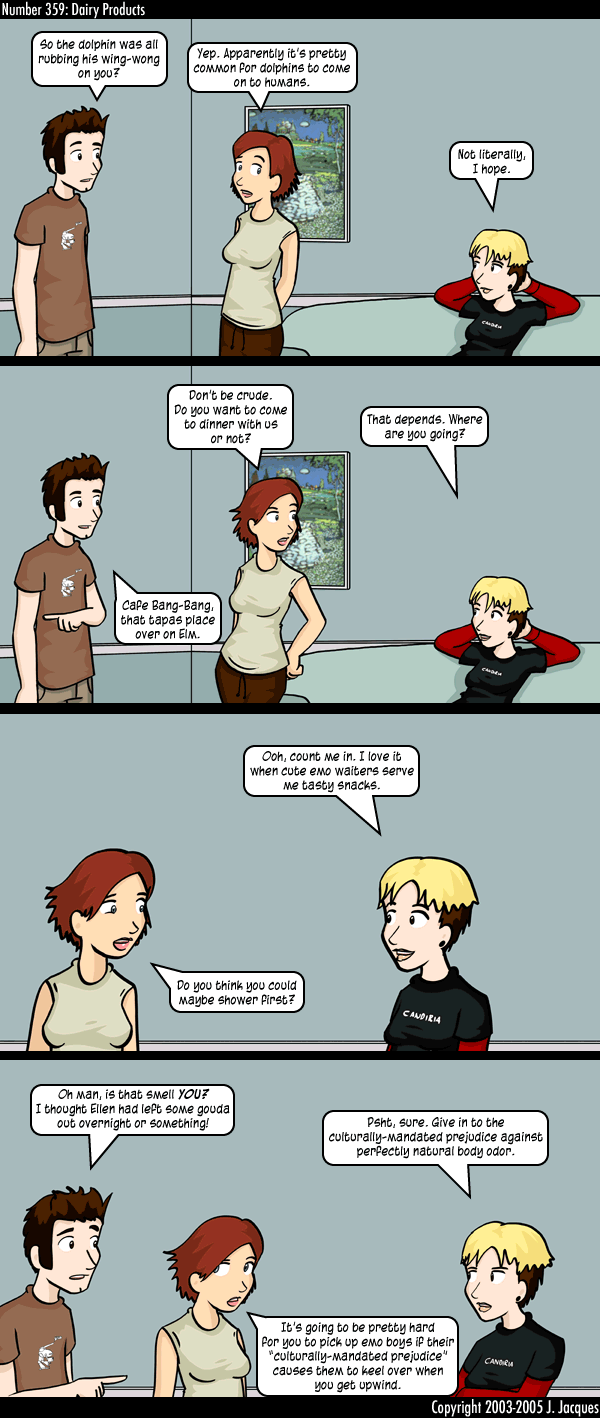 Number 359: Dairy Products
So the dolphin was all
rubbing his wing-wong
on you?
Yep. Apparently it's pretty
common for dolphins to come
on to humans.
Not literally,
I hope.
CANDIRIA
Don't be crude.
Do you want to come
to dinner with us
or not?
That depends. Where
are you going?
Cafe Bang-Bang,
that tapas place
over on Elm.
CANDIRIA
Ooh, count me in. I love it
when cute emo waiters serve
me tasty snacks.
Do you think you could
maybe shower first?
CANDIRIA
Oh man, is that smell YOU?
I thought Ellen had left some gouda
out overnight or something!
Psht, sure. Give in to the
culturally-mandated prejudice against
perfectly natural body odor.
It's going to be pretty hard
for you to pick up emo boys if their
"culturally-mandated prejudice"
causes them to keel over when
you get upwind.
CANDIRIA
Copyright 2003-2005 J. Jacques